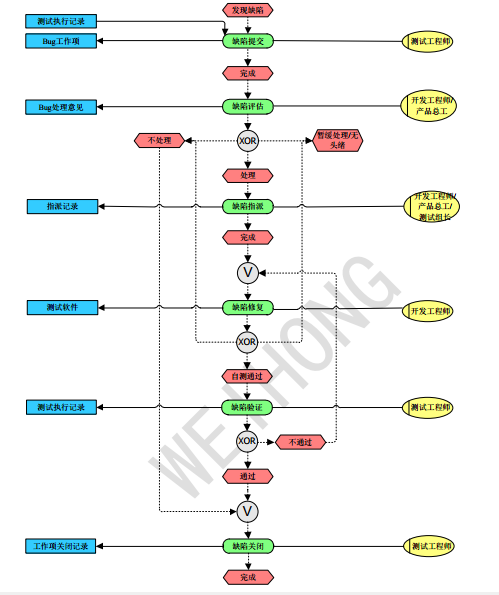 发现缺陷
测试执行记录
Bug工作项
缺陷提交
测试工程师
完成
Bug处理意见
缺陷评估
开发工程师/
产品总工
不处理
XOR
暂缓处理/无
头绪
处理
指派记录
缺陷指派
开发工程师/
产品总工/
测试组长
完成
V
测试软件
缺陷修复
开发工程师
XOR
自测通过
测试执行记录
缺陷验证
测试工程师
XOR
不通过
通过
V
工作项关闭记录
缺陷关闭
测试工程师
完成